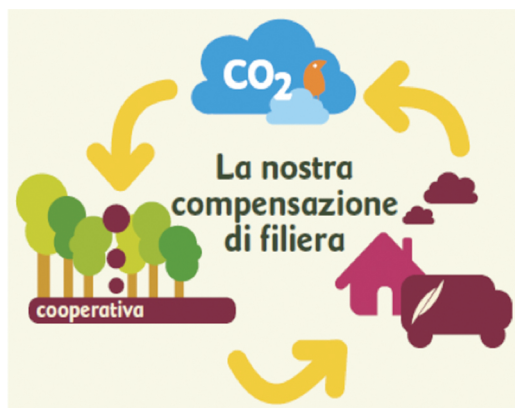 CO2
La nostra
compensazione
di filiera
cooperativa